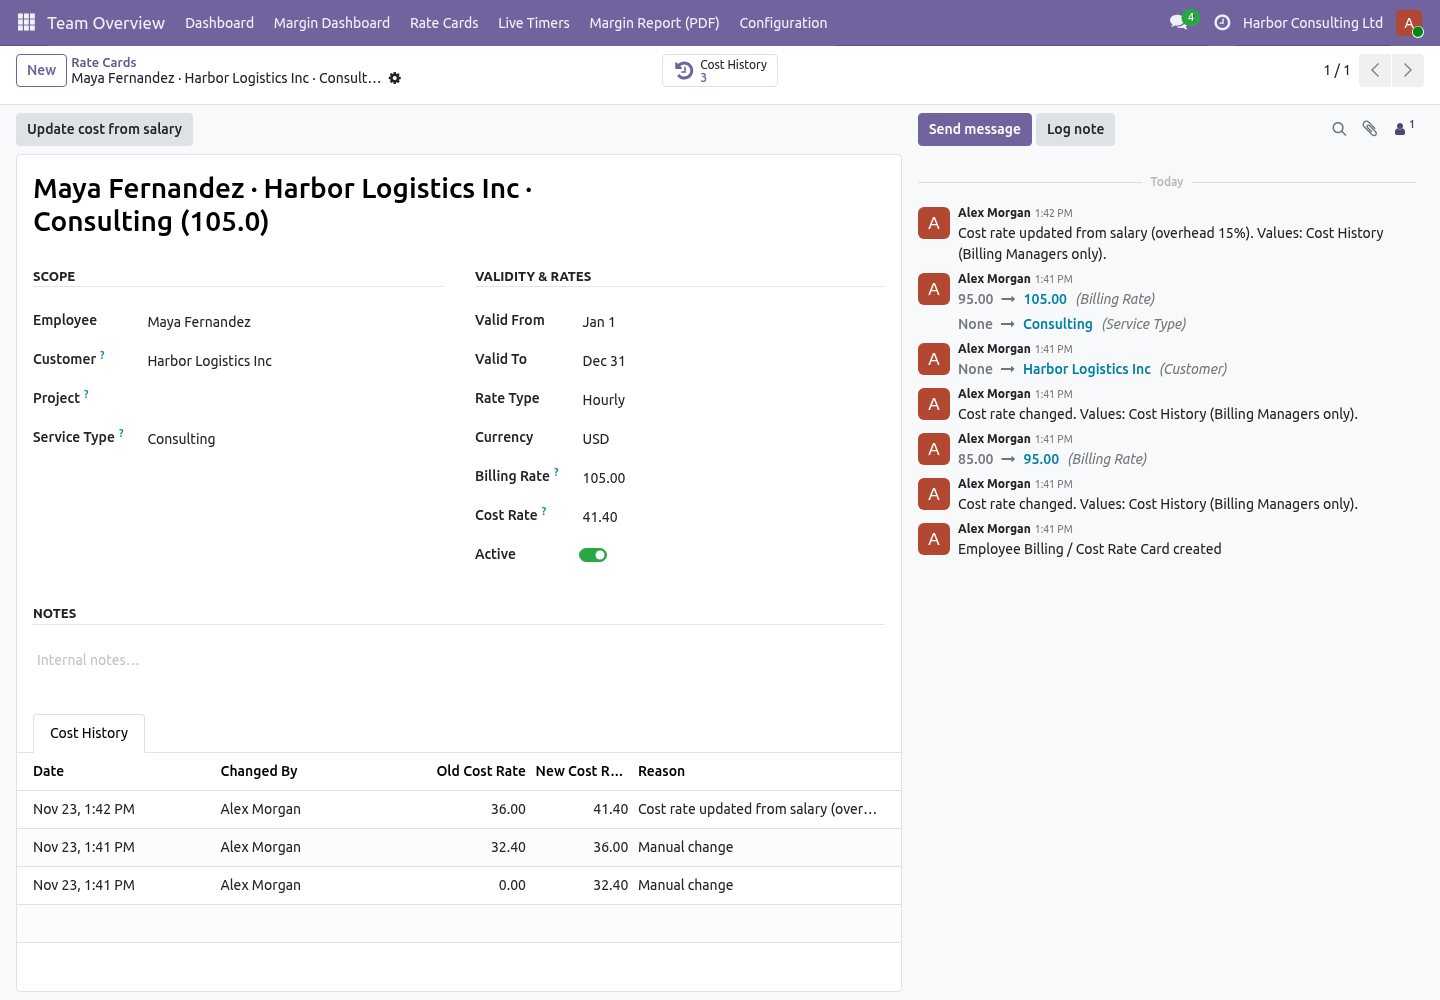 Team Overview Dashboard Margin Dashboard Rate Cards Live Timers Margin Report (PDF) Configuration 4 Harbor Consulting Ltd A
New Rate Cards
Maya Fernandez · Harbor Logistics Inc · Consult...
Cost History
3
1 / 1
Update cost from salary
Maya Fernandez · Harbor Logistics Inc ·
Consulting (105.0)
SCOPE
Employee Maya Fernandez
Customer ? Harbor Logistics Inc
Project ?
Service Type ? Consulting
VALIDITY & RATES
Valid From Jan 1
Valid To Dec 31
Rate Type Hourly
Currency USD
Billing Rate ? 105.00
Cost Rate ? 41.40
Active
NOTES
Internal notes...
Cost History
Date Changed By Old Cost Rate New Cost R... Reason
Nov 23, 1:42 PM Alex Morgan 36.00 41.40 Cost rate updated from salary (over...
Nov 23, 1:41 PM Alex Morgan 32.40 36.00 Manual change
Nov 23, 1:41 PM Alex Morgan 0.00 32.40 Manual change
Send message Log note 1
Today
A Alex Morgan 1:42 PM
Cost rate updated from salary (overhead 15%). Values: Cost History
(Billing Managers only).
A Alex Morgan 1:41 PM
95.00 → 105.00 (Billing Rate)
None → Consulting (Service Type)
A Alex Morgan 1:41 PM
None → Harbor Logistics Inc (Customer)
A Alex Morgan 1:41 PM
Cost rate changed. Values: Cost History (Billing Managers only).
A Alex Morgan 1:41 PM
85.00 → 95.00 (Billing Rate)
A Alex Morgan 1:41 PM
Cost rate changed. Values: Cost History (Billing Managers only).
A Alex Morgan 1:41 PM
Employee Billing / Cost Rate Card created